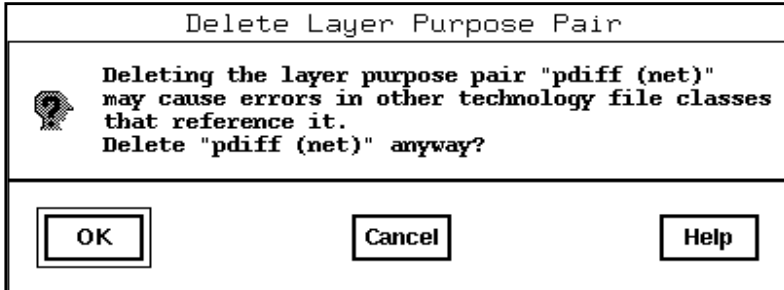 Delete Layer Purpose Pair
Deleting the layer purpose pair "pdiff (net)"
may cause errors in other technology file classes
that reference it.
Delete "pdiff (net)" anyway?
OK
Cancel
Help